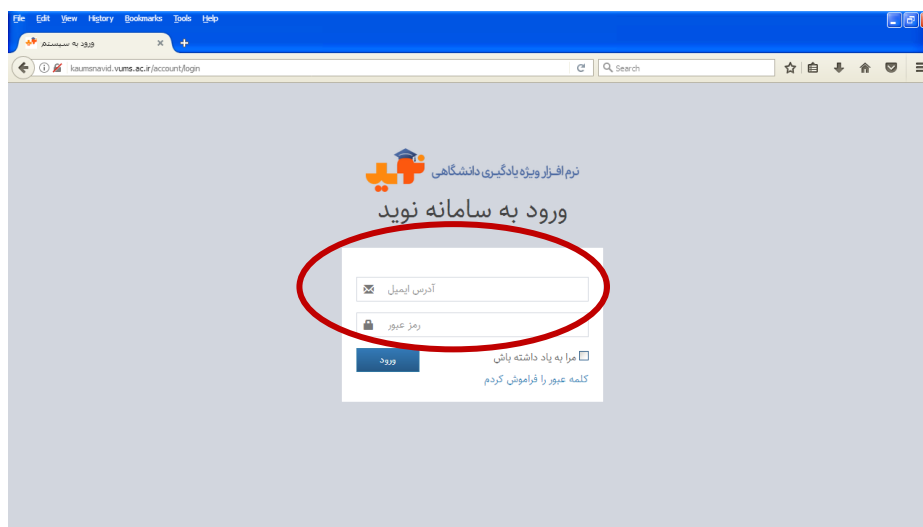 File Edit View History Bookmarks Tools Help
ورود به سیستم
kaumsnavid.vums.ac.ir/account/login
Search
نرم افـزار ویژه یادگیری دانشگاهی
نوید
ورود به سامانه نوید
آدرس ایمیل
رمز عبور
مرا به یاد داشته باش
ورود
کلمه عبور را فراموش کردم